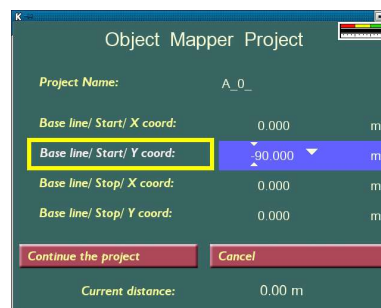 Object Mapper Project
Project Name: A_0_
Base line/ Start/ X coord: 0.000 m
Base line/ Start/ Y coord: -90.000 m
Base line/ Stop/ X coord: 0.000 m
Base line/ Stop/ Y coord: 0.000 m
Continue the project Cancel
Current distance: 0.00 m